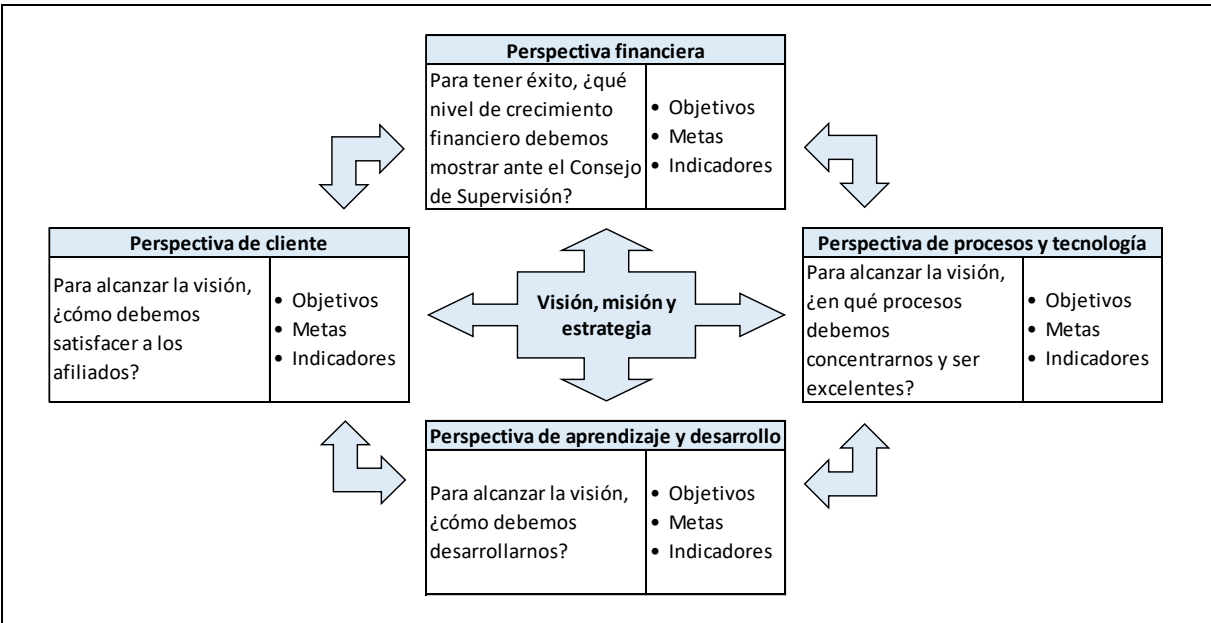 Perspectiva financiera
Para tener éxito, ¿qué
nivel de crecimiento
financiero debemos
mostrar ante el Consejo
de Supervisión?
• Objetivos
• Metas
• Indicadores
Perspectiva de cliente
Para alcanzar la visión,
¿cómo debemos
satisfacer a los
afiliados?
• Objetivos
• Metas
• Indicadores
Visión, misión y
estrategia
Perspectiva de procesos y tecnología
Para alcanzar la visión,
¿en qué procesos
debemos
concentrarnos y ser
excelentes?
• Objetivos
• Metas
• Indicadores
Perspectiva de aprendizaje y desarrollo
Para alcanzar la visión,
¿cómo debemos
desarrollarnos?
• Objetivos
• Metas
• Indicadores